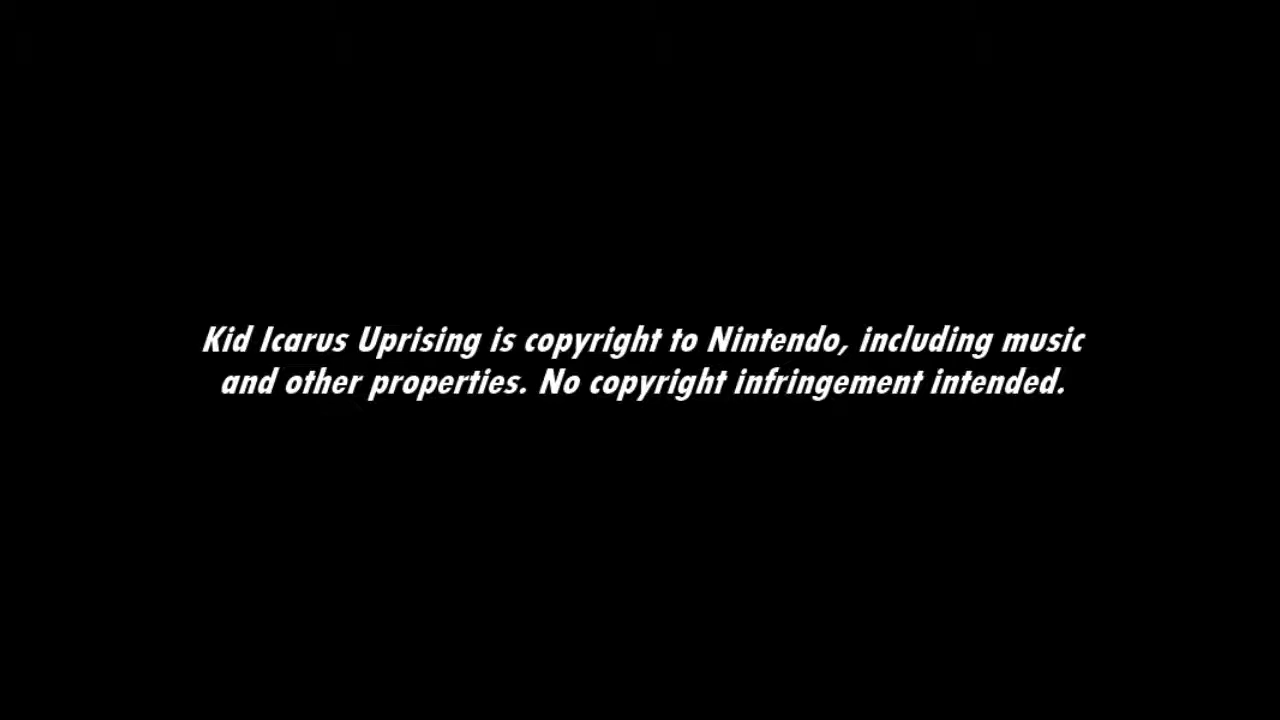 Kid Icarus Uprising is copyright to Nintendo, including music
and other properties. No copyright infringement intended.